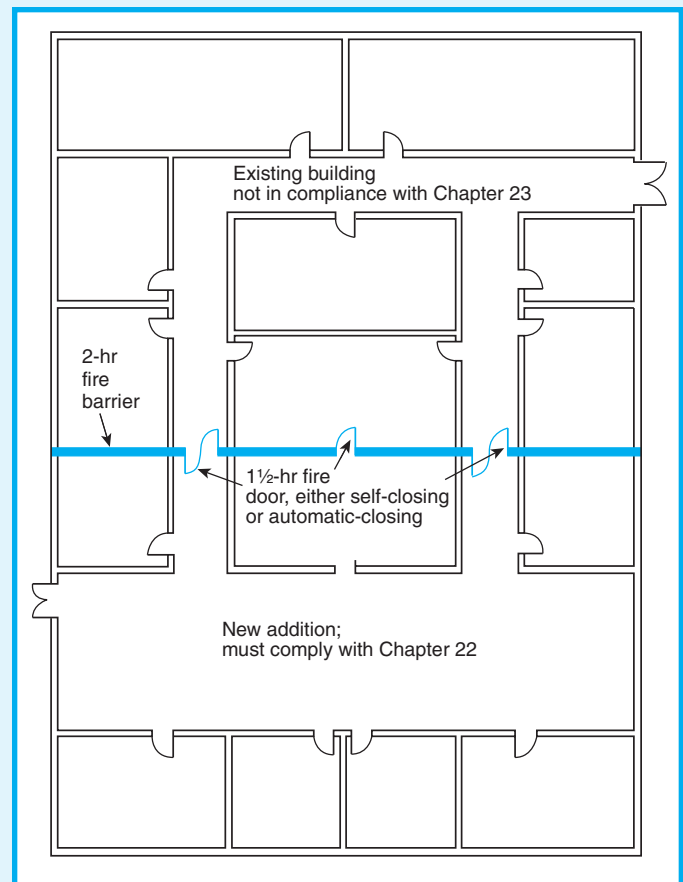 Existing building
not in compliance with Chapter 23
2-hr
fire
barrier
1½-hr fire
door, either self-closing
or automatic-closing
New addition;
must comply with Chapter 22